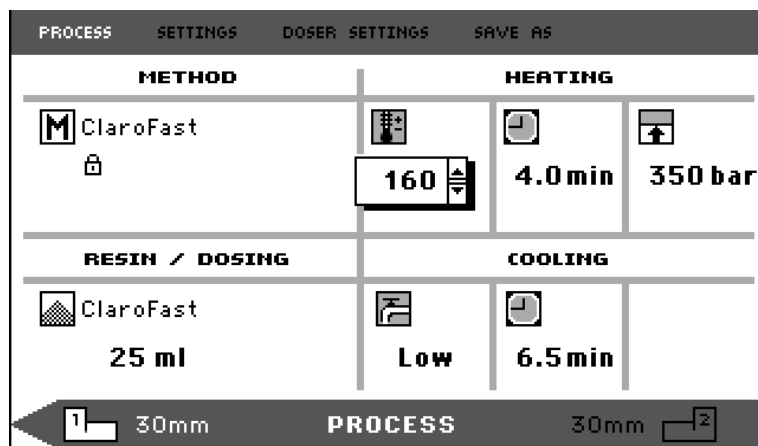 PROCESS SETTINGS DOSER SETTINGS SAVE AS
METHOD HEATING
M ClaroFast
160 4.0 min 350 bar
RESIN / DOSING COOLING
ClaroFast
25 ml Low 6.5 min
1 30mm PROCESS 30mm 2